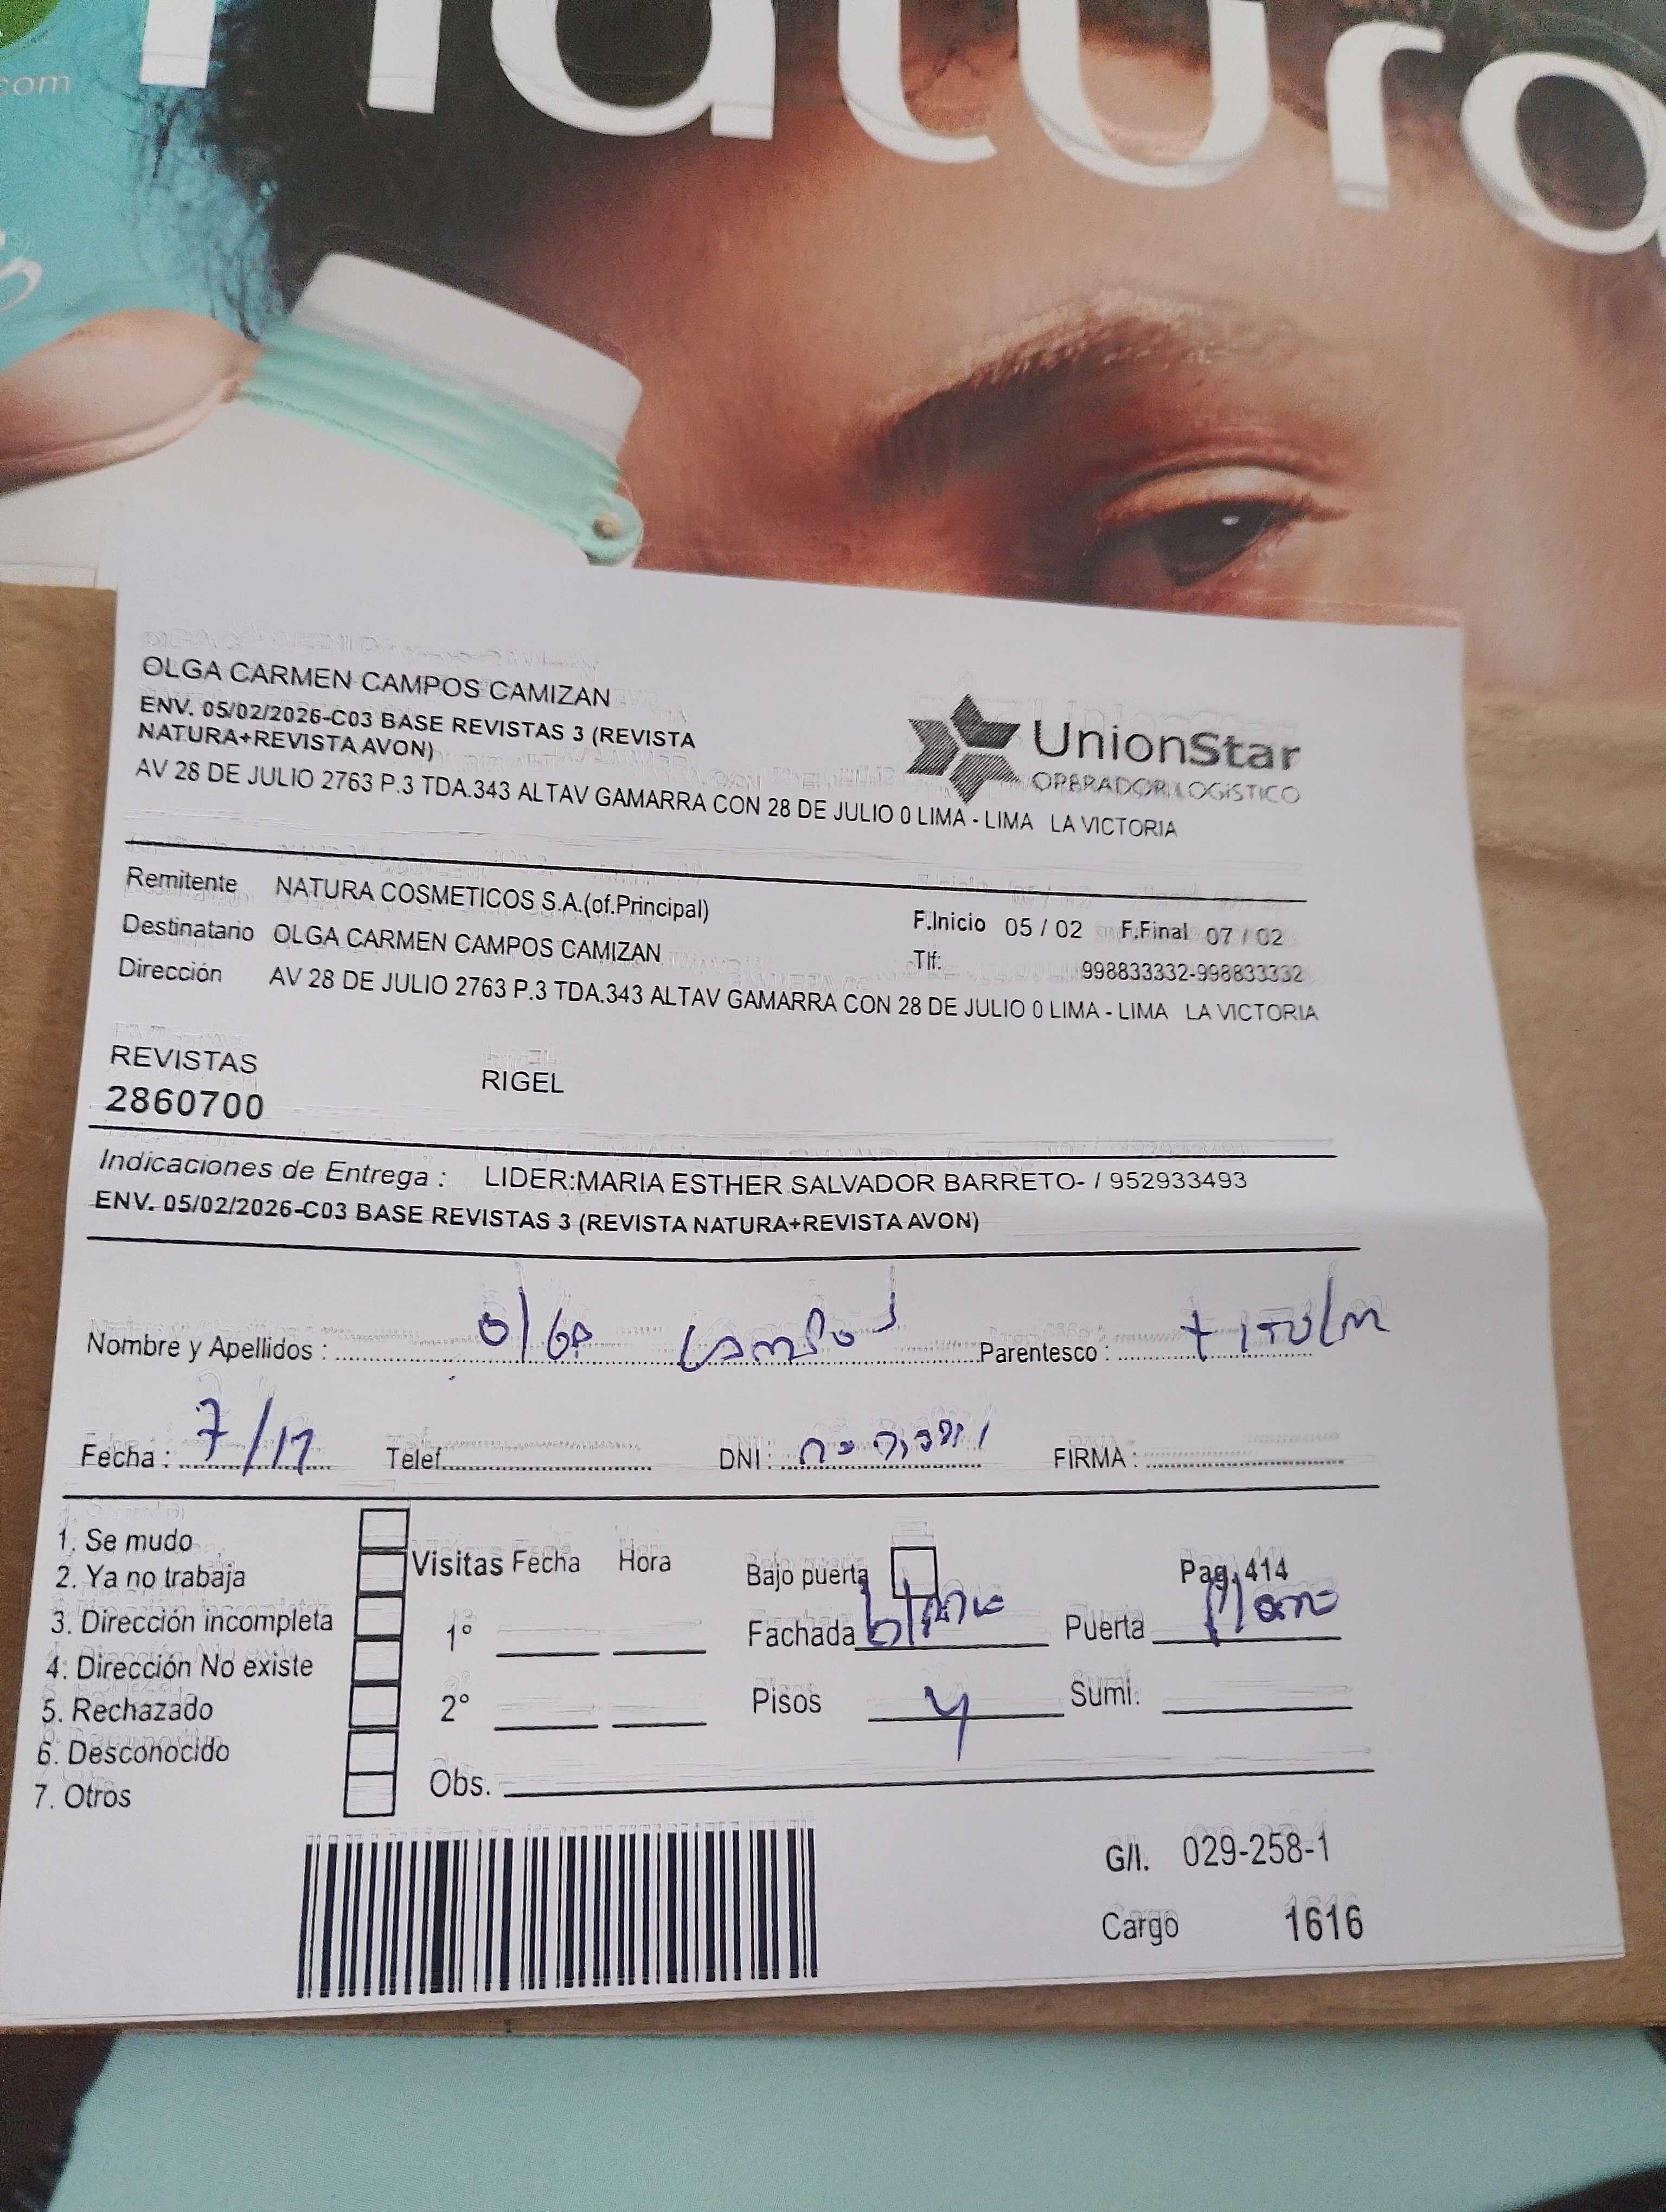 .com
natura
OLGA CARMEN CAMPOS CAMIZAN
ENV. 05/02/2026-C03 BASE REVISTAS 3 (REVISTA
NATURA+REVISTA AVON)
AV 28 DE JULIO 2763 P.3 TDA.343 ALTAV GAMARRA CON 28 DE JULIO 0 LIMA - LIMA LA VICTORIA
UnionStar
OPERADOR LOGÍSTICO
Remitente NATURA COSMETICOS S.A.(of.Principal)
Destinatario OLGA CARMEN CAMPOS CAMIZAN
Dirección AV 28 DE JULIO 2763 P.3 TDA.343 ALTAV GAMARRA CON 28 DE JULIO 0 LIMA - LIMA LA VICTORIA
F.Inicio 05 / 02 F.Final 07 / 02
Tlf: 998833332-998833332
REVISTAS RIGEL
2860700
Indicaciones de Entrega : LIDER:MARIA ESTHER SALVADOR BARRETO- / 952933493
ENV. 05/02/2026-C03 BASE REVISTAS 3 (REVISTA NATURA+REVISTA AVON)
Nombre y Apellidos : Olga Campos Parentesco : titular
Fecha : Telef. DNI : FIRMA :
1. Se mudo
2. Ya no trabaja
3. Dirección incompleta
4. Dirección No existe
5. Rechazado
6. Desconocido
7. Otros
Visitas Fecha Hora
1°
2°
Obs.
Bajo puerta
Fachada
Pisos 4
Pag. 414
Puerta
Sumi.
G/I. 029-258-1
Cargo 1616